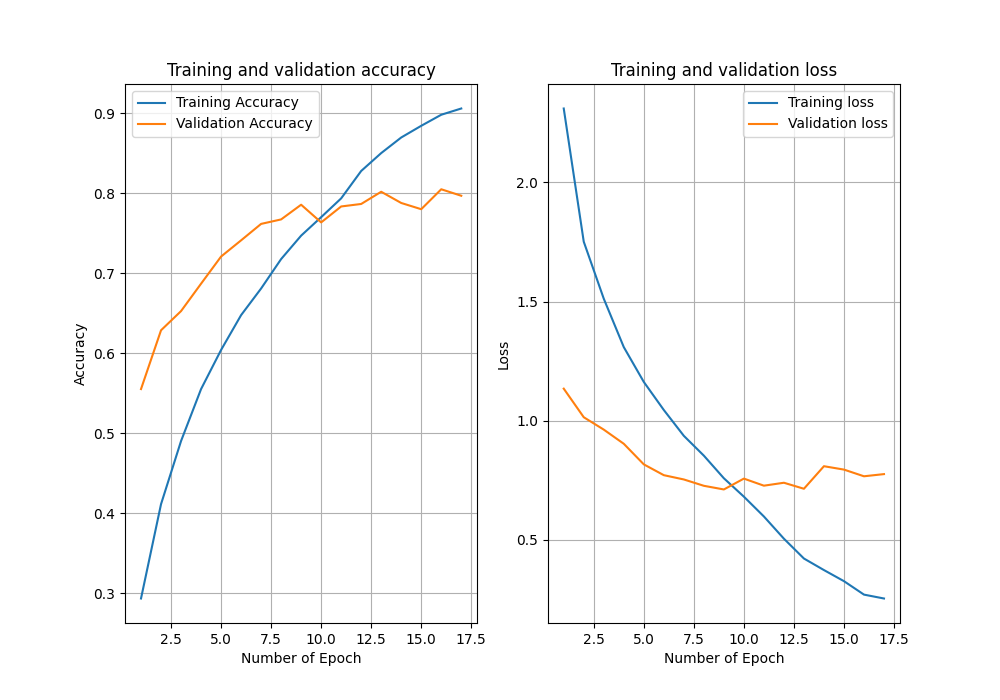 Training and validation accuracy
Training Accuracy
Validation Accuracy
0.9
0.8
0.7
0.6
0.5
0.4
0.3
Accuracy
2.5 5.0 7.5 10.0 12.5 15.0 17.5
Number of Epoch
Training and validation loss
Training loss
Validation loss
2.0
1.5
1.0
0.5
Loss
2.5 5.0 7.5 10.0 12.5 15.0 17.5
Number of Epoch